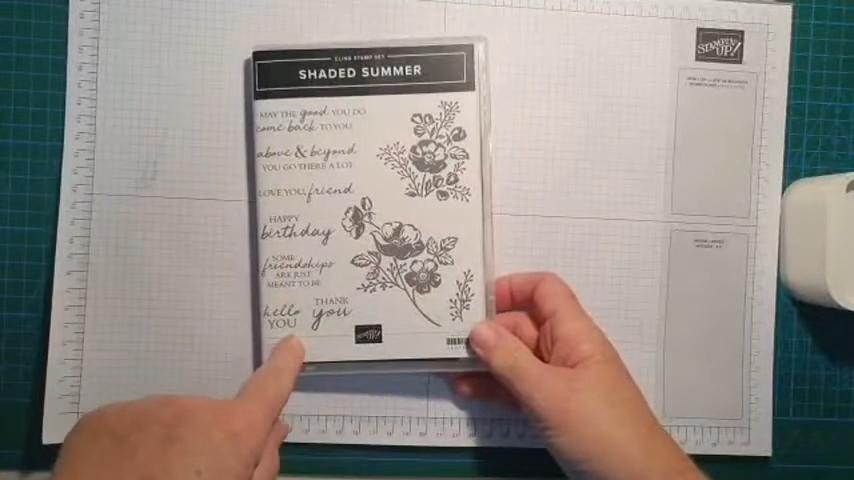 CLING STAMP SET
SHADED SUMMER
MAY THE good YOU DO
come back TO YOU
above & beyond
YOU GO THERE A LOT
LOVE YOU, friend
HAPPY
birthday
SOME
friendships
ARE JUST
MEANT TO BE
hello
YOU
THANK
you
STAMPIN'
UP!